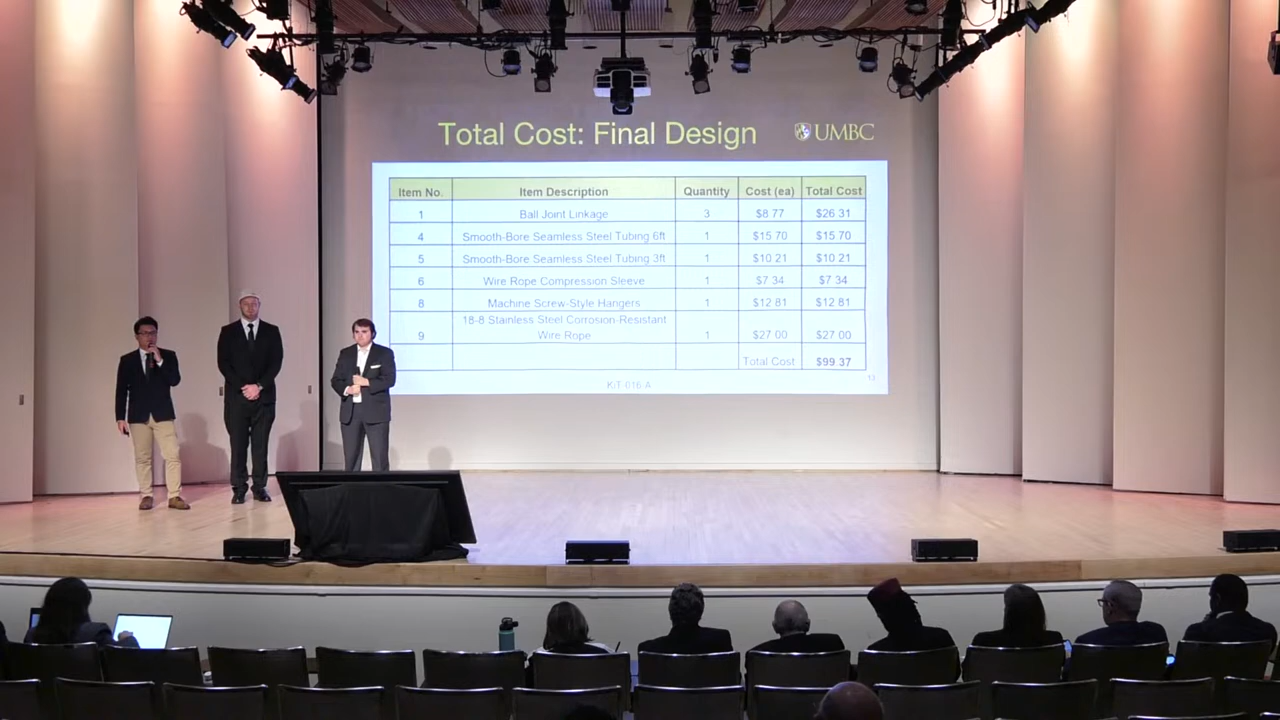 Total Cost: Final Design
UMBC
Item No. Item Description Quantity Cost (ea) Total Cost
1 Ball Joint Linkage 3 $8.77 $26.31
4 Smooth-Bore Seamless Steel Tubing 6ft 1 $15.70 $15.70
5 Smooth-Bore Seamless Steel Tubing 3ft 1 $10.21 $10.21
6 Wire Rope Compression Sleeve 1 $7.34 $7.34
8 Machine Screw-Style Hangers 1 $12.81 $12.81
18-8 Stainless Steel Corrosion-Resistant
9 Wire Rope 1 $27.00 $27.00
Total Cost $99.37
13
KiT-016 A